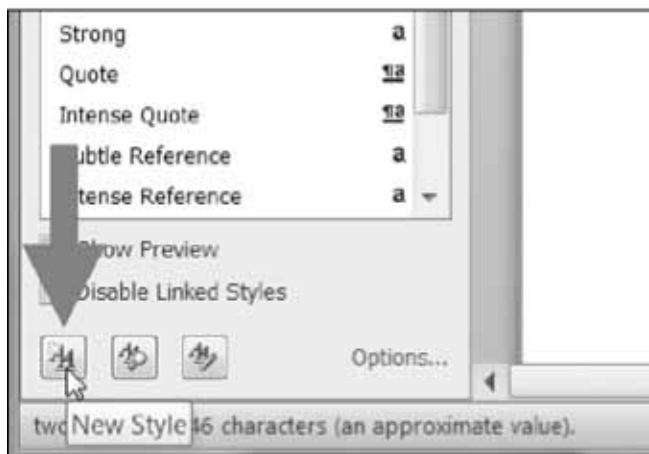 Strong a
Quote ¶a
Intense Quote ¶a
ubtle Reference a
tense Reference a
Show Preview
Disable Linked Styles
Options...
New Style
two 46 characters (an approximate value).